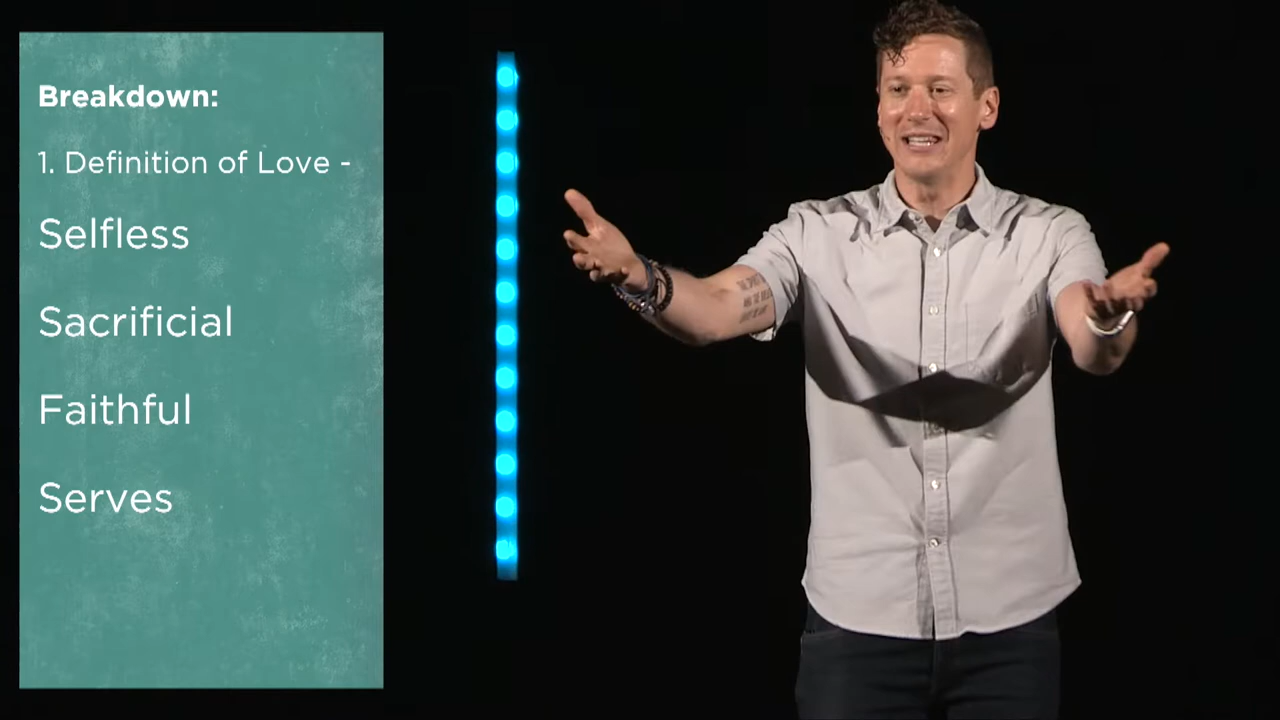 Breakdown:
1. Definition of Love -
Selfless
Sacrificial
Faithful
Serves